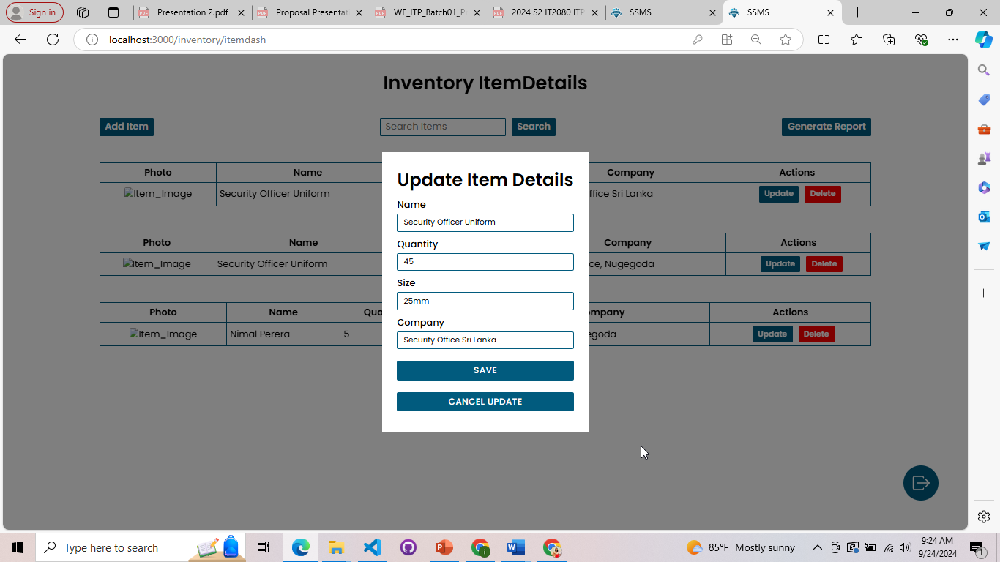 Sign in
Presentation 2.pdf
Proposal Presentat
WE_ITP_Batch01_P
2024 S2 IT2080 ITP
SSMS
SSMS
localhost:3000/inventory/itemdash
Inventory ItemDetails
Add Item
Search Items
Search
Generate Report
Photo Name Company Actions
Item_Image Security Officer Uniform ffice Sri Lanka Update Delete
Photo Name Company Actions
Item_Image Security Officer Uniform ce, Nugegoda Update Delete
Photo Name Qua mpany Actions
Item_Image Nimal Perera 5 egoda Update Delete
Update Item Details
Name
Security Officer Uniform
Quantity
45
Size
25mm
Company
Security Office Sri Lanka
SAVE
CANCEL UPDATE
Type here to search
85°F Mostly sunny
9:24 AM
9/24/2024
1